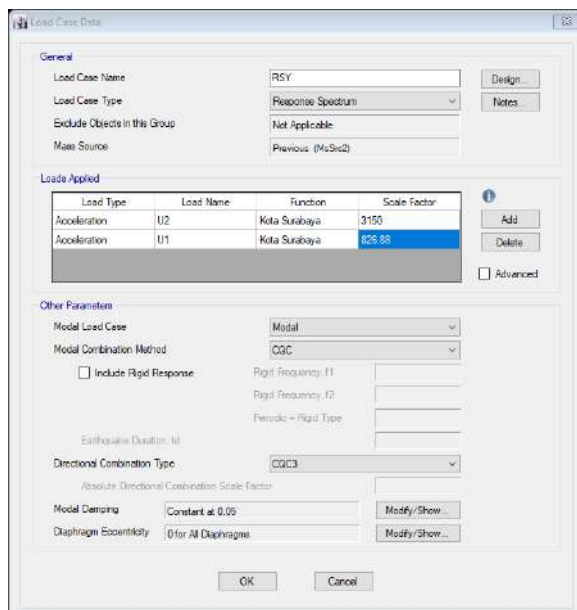 Load Case Data
General
Load Case Name RSY Design...
Load Case Type Response Spectrum Notes...
Exclude Objects in this Group Not Applicable
Mass Source Previous (MsSrc2)
Loads Applied
Load Type Load Name Function Scale Factor
Acceleration U2 Kota Surabaya 3150 Add
Acceleration U1 Kota Surabaya 826.88 Delete
Advanced
Other Parameters
Modal Load Case Modal
Modal Combination Method CQC
Include Rigid Response Rigid Frequency, f1
Rigid Frequency, f2
Periodic + Rigid Type
Earthquake Duration, td
Directional Combination Type CQC3
Absolute Directional Combination Scale Factor
Modal Damping Constant at 0.05 Modify/Show...
Diaphragm Eccentricity 0 for All Diaphragms Modify/Show...
OK Cancel